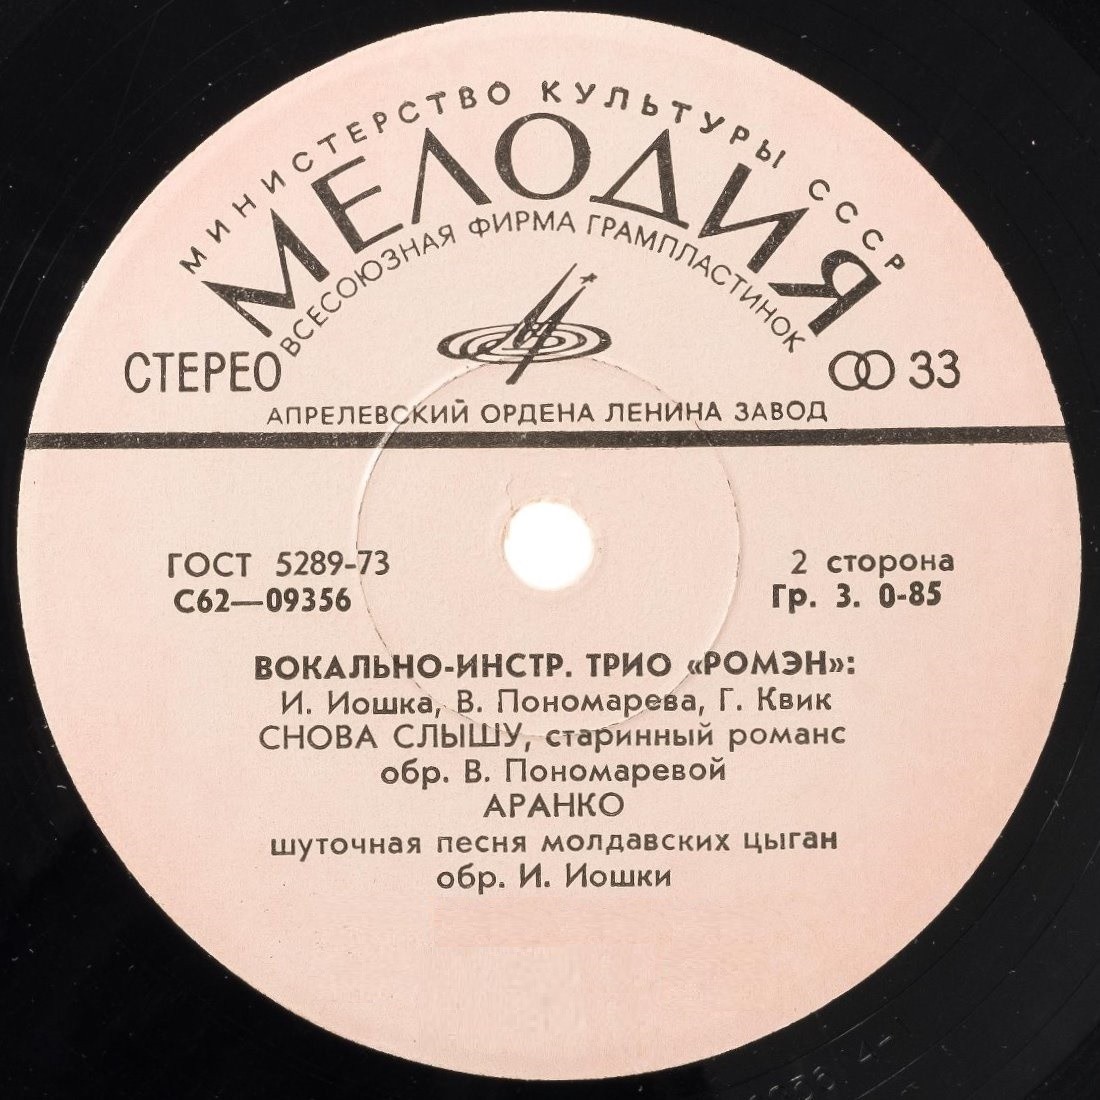 МИНИСТЕРСТВО КУЛЬТУРЫ СССР
МЕЛОДИЯ
ВСЕСОЮЗНАЯ ФИРМА ГРАМПЛАСТИНОК
СТЕРЕО
33
АПРЕЛЕВСКИЙ ОРДЕНА ЛЕНИНА ЗАВОД
ГОСТ 5289-73
2 сторона
С62—09356
Гр. 3. 0-85
ВОКАЛЬНО-ИНСТР. ТРИО «РОМЭН»:
И. Иошка, В. Пономарева, Г. Квик
СНОВА СЛЫШУ, старинный романс
обр. В. Пономаревой
АРАНКО
шуточная песня молдавских цыган
обр. И. Иошки